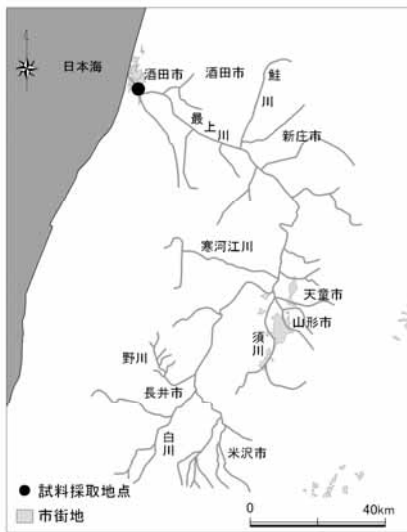 日本海
酒田市
酒田市
鮭川
最上川
新庄市
寒河江川
天童市
山形市
須川
野川
長井市
白川
米沢市
● 試料採取地点
市街地
0 40km